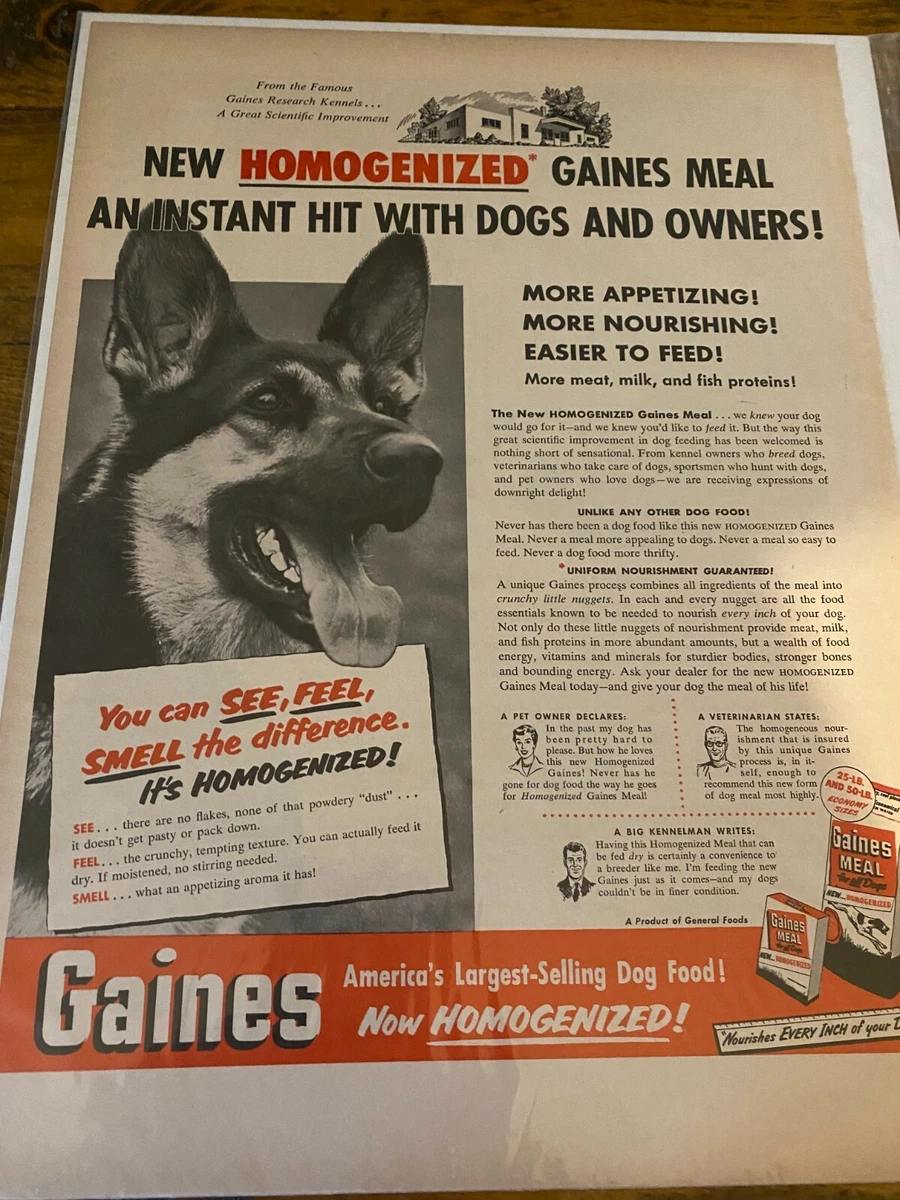 From the Famous
Gaines Research Kennels...
A Great Scientific Improvement
NEW HOMOGENIZED* GAINES MEAL
AN INSTANT HIT WITH DOGS AND OWNERS!
MORE APPETIZING!
MORE NOURISHING!
EASIER TO FEED!
More meat, milk, and fish proteins!
The New HOMOGENIZED Gaines Meal ... we knew your dog
would go for it—and we knew you'd like to feed it. But the way this
great scientific improvement in dog feeding has been welcomed is
nothing short of sensational. From kennel owners who breed dogs,
veterinarians who take care of dogs, sportsmen who hunt with dogs,
and pet owners who love dogs—we are receiving expressions of
downright delight!
UNLIKE ANY OTHER DOG FOOD!
Never has there been a dog food like this new HOMOGENIZED Gaines
Meal. Never a meal more appealing to dogs. Never a meal so easy to
feed. Never a dog food more thrifty.
*UNIFORM NOURISHMENT GUARANTEED!
A unique Gaines process combines all ingredients of the meal into
crunchy little nuggets. In each and every nugget are all the food
essentials known to be needed to nourish every inch of your dog.
Not only do these little nuggets of nourishment provide meat, milk,
and fish proteins in more abundant amounts, but a wealth of food
energy, vitamins and minerals for sturdier bodies, stronger bones
and bounding energy. Ask your dealer for the new HOMOGENIZED
Gaines Meal today—and give your dog the meal of his life!
You can SEE, FEEL,
SMELL the difference.
It's HOMOGENIZED!
SEE... there are no flakes, none of that powdery "dust" ...
it doesn't get pasty or pack down.
FEEL... the crunchy, tempting texture. You can actually feed it
dry. If moistened, no stirring needed.
SMELL... what an appetizing aroma it has!
A PET OWNER DECLARES:
In the past my dog has
been pretty hard to
please. But how he loves
this new Homogenized
Gaines! Never has he
gone for dog food the way he goes
for Homogenized Gaines Meal!
A VETERINARIAN STATES:
The homogeneous nour-
ishment that is insured
by this unique Gaines
process is, in it-
self, enough to
recommend this new form
of dog meal most highly.
A BIG KENNELMAN WRITES:
Having this Homogenized Meal that can
be fed dry is certainly a convenience to
a breeder like me. I'm feeding the new
Gaines just as it comes—and my dogs
couldn't be in finer condition.
A Product of General Foods
25-LB.
AND 50-LB.
ECONOMY
SIZES
Gaines
MEAL
for all Dogs
NEW...HOMOGENIZED
Gaines
MEAL
for all Dogs
NEW...HOMOGENIZED
Gaines
America's Largest-Selling Dog Food!
Now HOMOGENIZED!
"Nourishes EVERY INCH of your